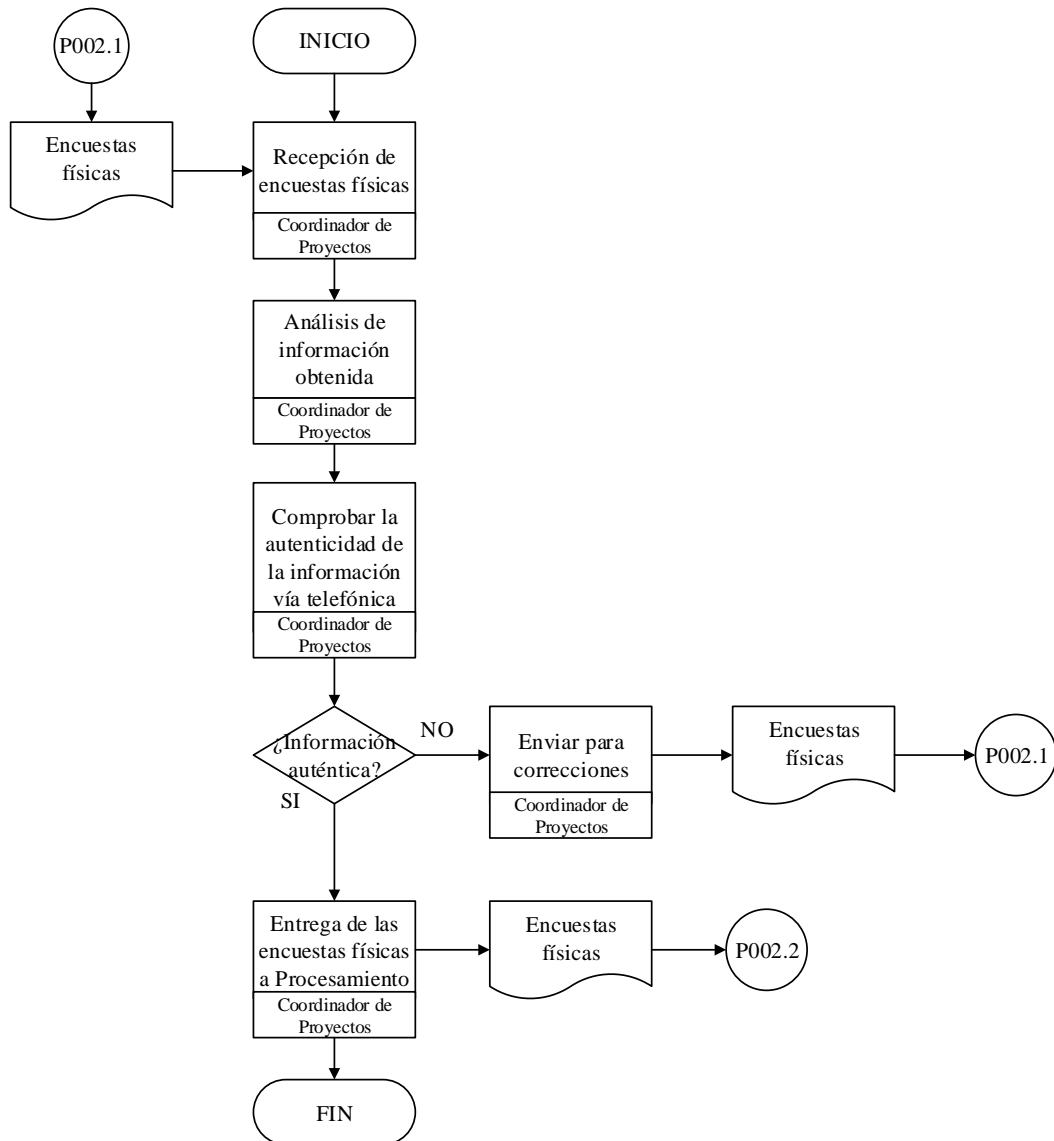 P002.1
INICIO
Encuestas
físicas
Recepción de
encuestas físicas
Coordinador de
Proyectos
Análisis de
información
obtenida
Coordinador de
Proyectos
Comprobar la
autenticidad de
la información
vía telefónica
Coordinador de
Proyectos
¿Información
auténtica?
NO
SI
Enviar para
correcciones
Coordinador de
Proyectos
Encuestas
físicas
P002.1
Entrega de las
encuestas físicas
a Procesamiento
Coordinador de
Proyectos
Encuestas
físicas
P002.2
FIN